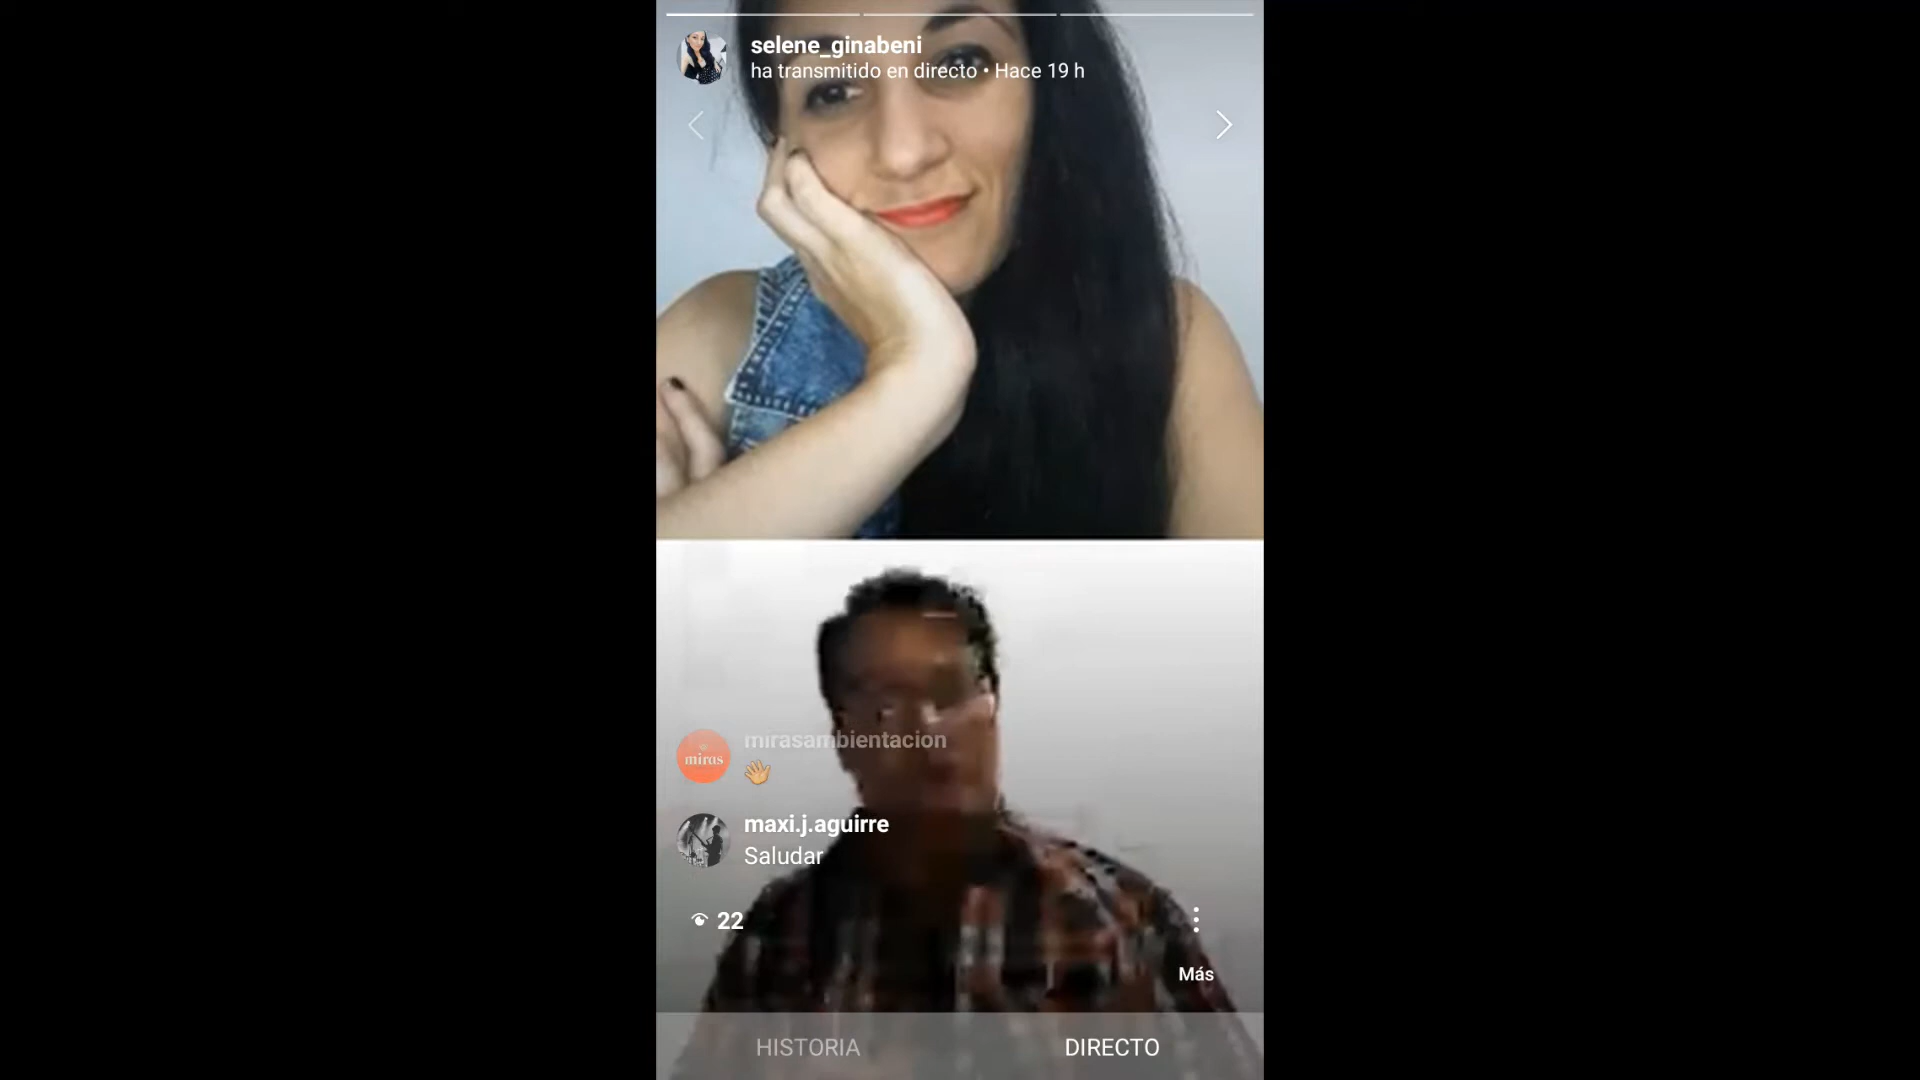 selene_ginabeni
ha transmitido en directo • Hace 19 h
mirasambientacion
miras
👋
maxi.j.aguirre
Saludar
22
Más
HISTORIA
DIRECTO